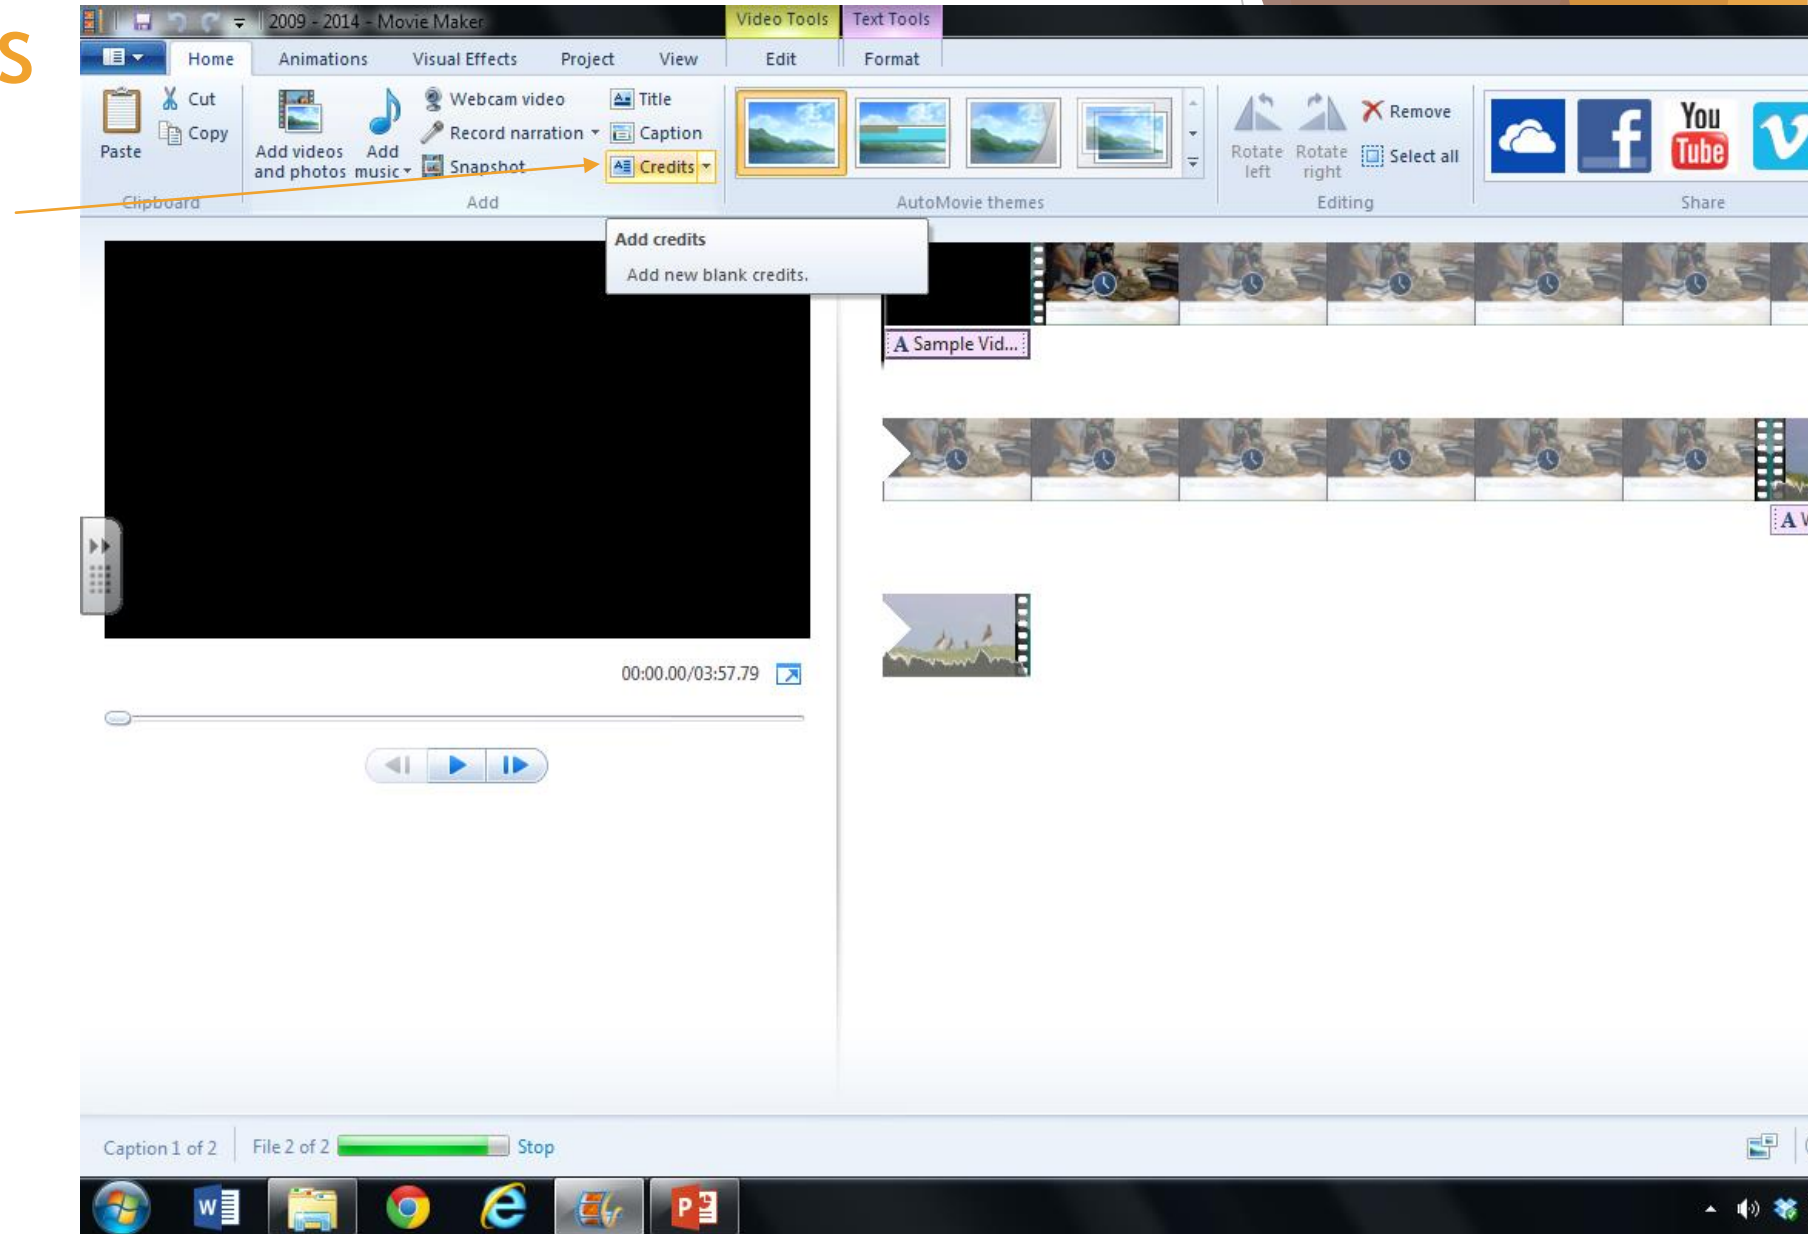 s
2009 - 2014 - Movie Maker
Video Tools
Text Tools
Home
Animations
Visual Effects
Project
View
Edit
Format
Paste
Cut
Copy
Clipboard
Add videos
and photos
Add
music
Webcam video
Record narration
Snapshot
Title
Caption
Credits
Add
AutoMovie themes
Rotate
left
Rotate
right
Remove
Select all
Editing
f
You
Tube
Share
Add credits
Add new blank credits.
A Sample Vid...
A
00:00.00/03:57.79
Caption 1 of 2
File 2 of 2
Stop
W
P